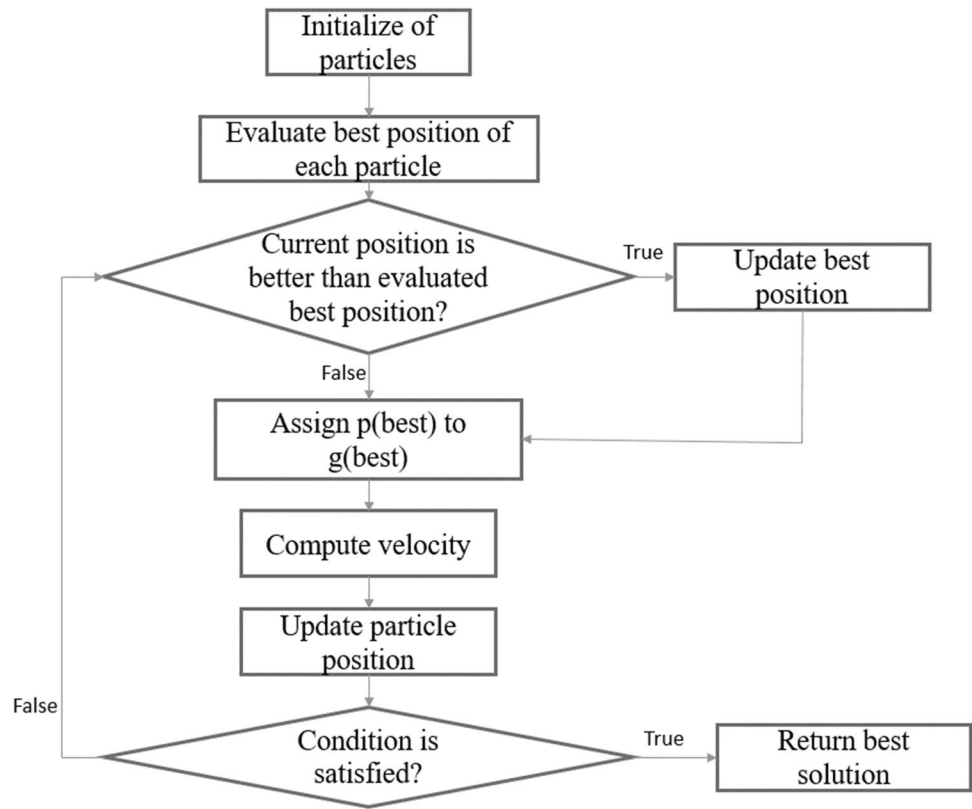 Initialize of
particles
Evaluate best position of
each particle
Current position is
better than evaluated
best position?
True
Update best
position
False
Assign p(best) to
g(best)
Compute velocity
Update particle
position
False
Condition is
satisfied?
True
Return best
solution